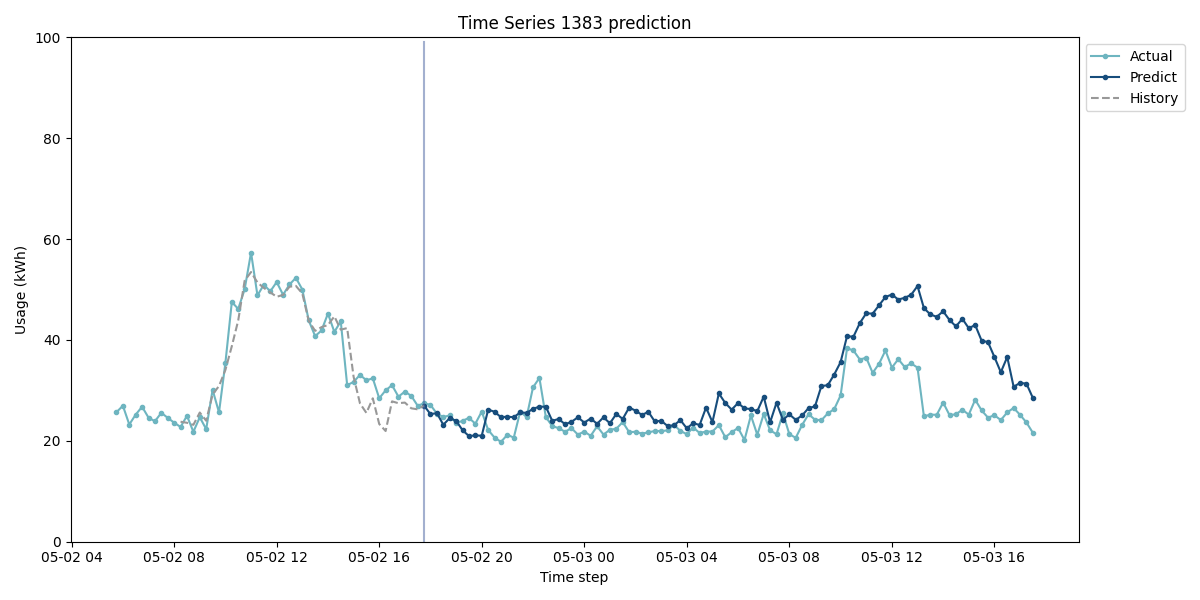 Time Series 1383 prediction
Actual
Predict
History
Usage (kWh)
100
80
60
40
20
0
05-02 04 05-02 08 05-02 12 05-02 16 05-02 20 05-03 00 05-03 04 05-03 08 05-03 12 05-03 16
Time step